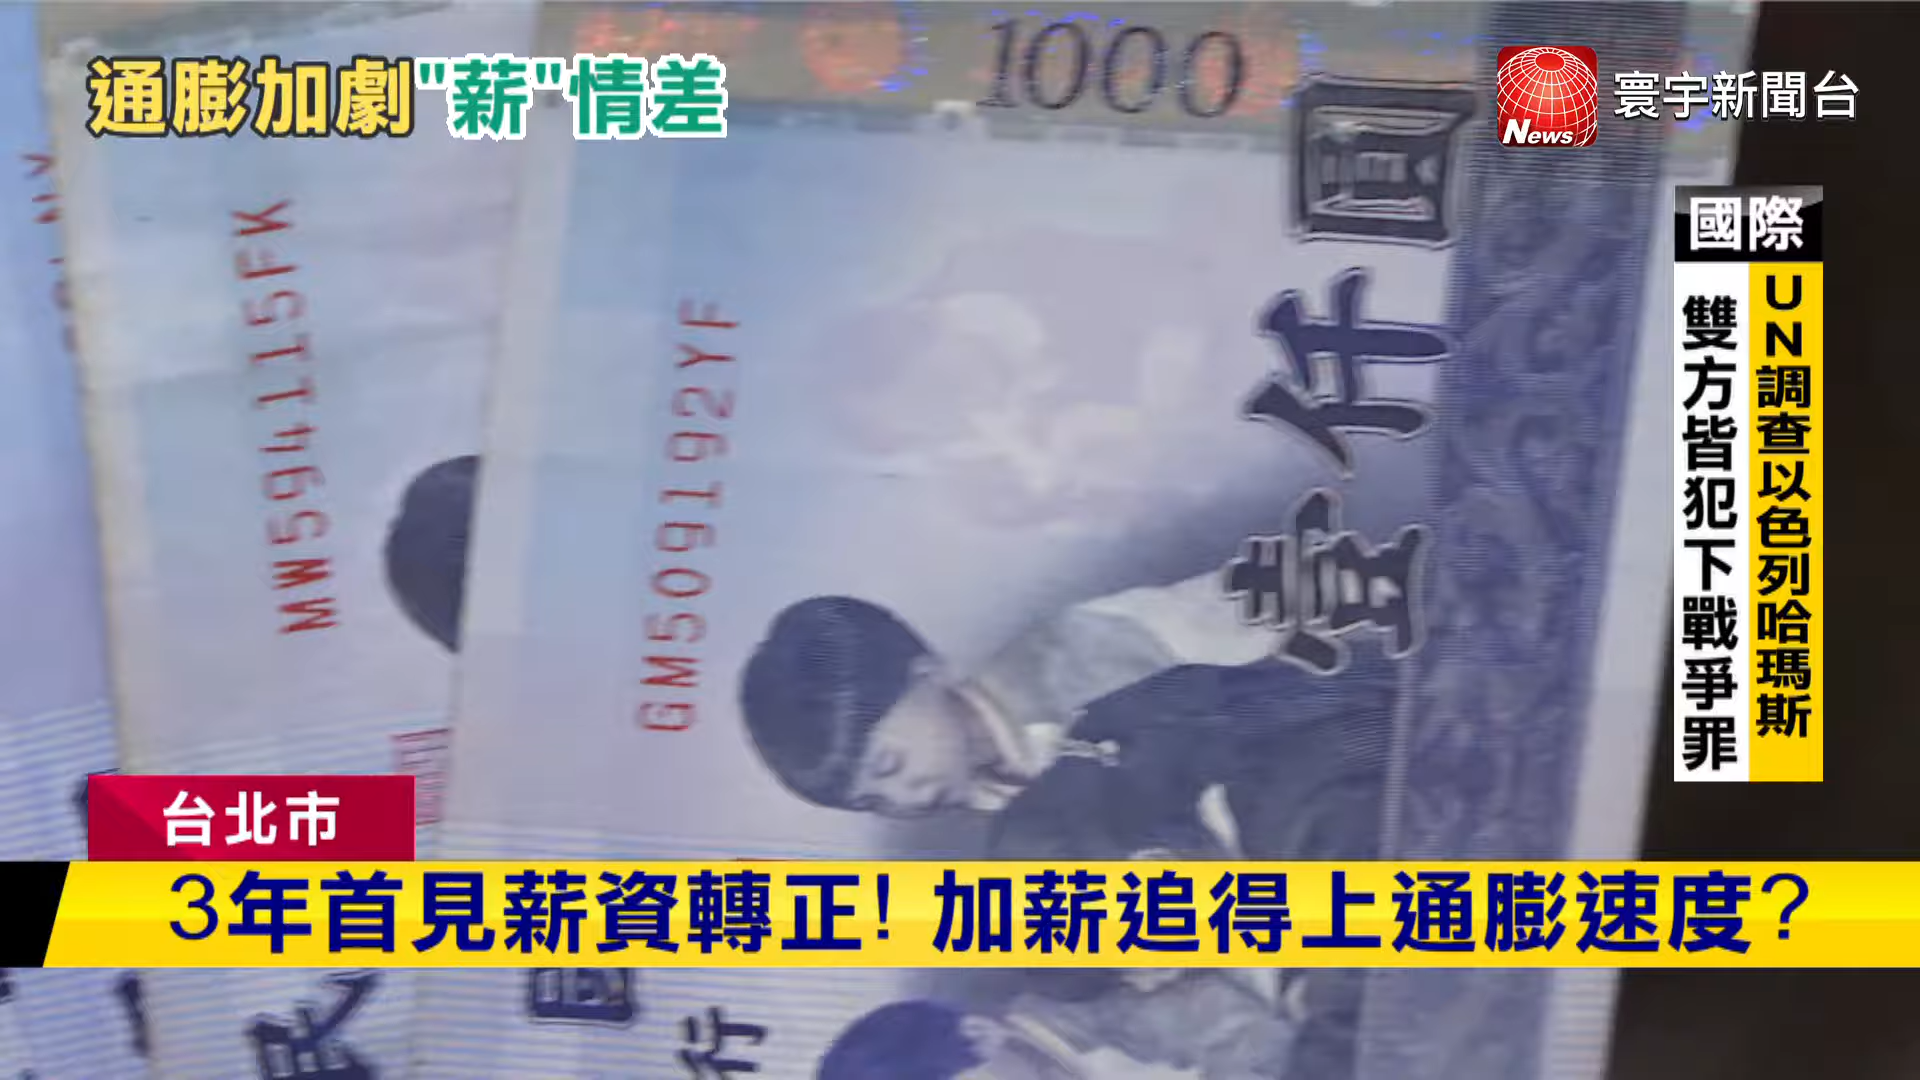 通膨加劇"薪"情差
1000
News
寰宇新聞台
國際
UN調查以色列哈瑪斯
雙方皆犯下戰爭罪
圓
仟
壹
MW594115FK
GM509192YF
台北市
3年首見薪資轉正! 加薪追得上通膨速度?
民
國
行